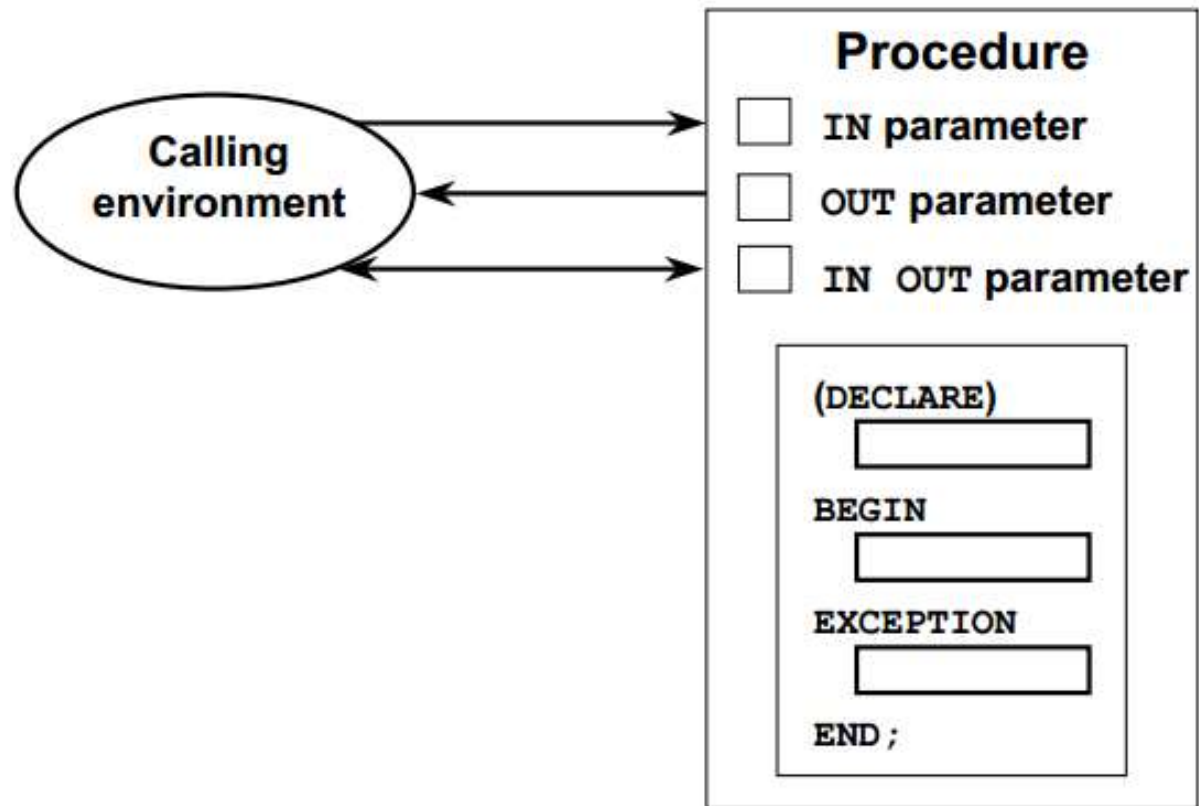 Procedure
Calling
environment
IN parameter
OUT parameter
IN OUT parameter
(DECLARE)
BEGIN
EXCEPTION
END;